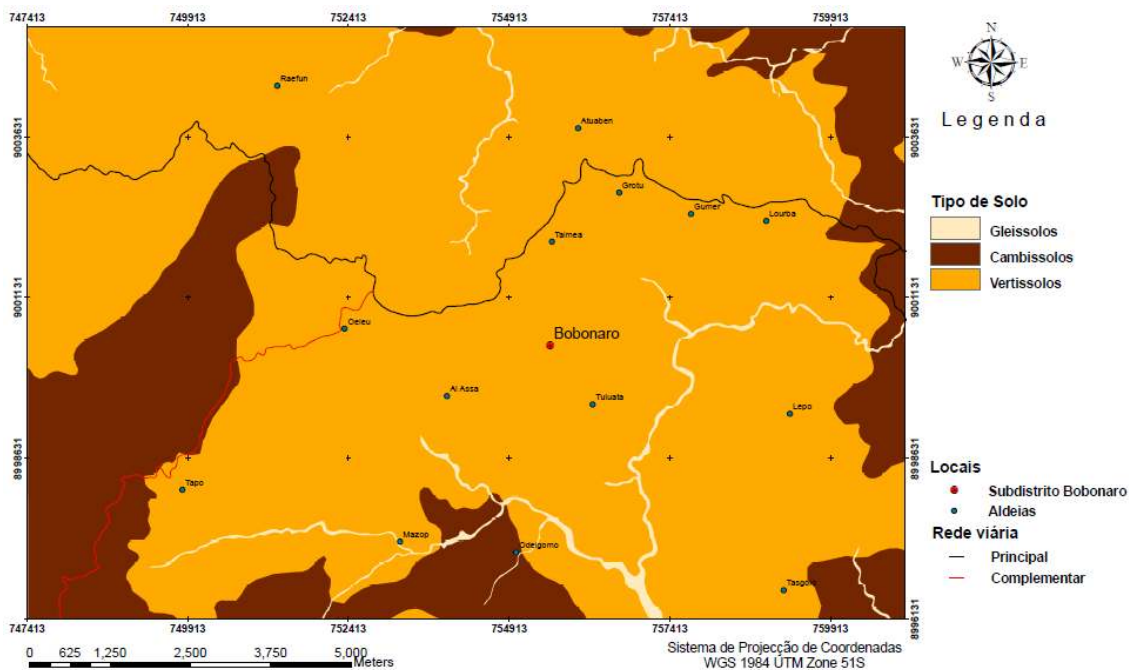 747413 749913 752413 754913 757413 759913
N
W E
S
Legenda
Raefun
Atuaben
9003631 9003631
Grotu
Gumer
Lourba
Taimea
Tipo de Solo
Gleissolos
Cambissolos
Vertissolos
9001131 9001131
Oeleu
Bobonaro
Al Assa
Tuluata
Lepo
8998631 8998631
Locais
Subdistrito Bobonaro
Aldeias
Tapo
Rede viária
Mazop
Odelgomo
Principal
Complementar
Tasgolo
8996131
747413 749913 752413 754913 757413 759913
0 625 1,250 2,500 3,750 5,000
Meters
Sistema de Projecção de Coordenadas
WGS 1984 ÚTM Zone 51S